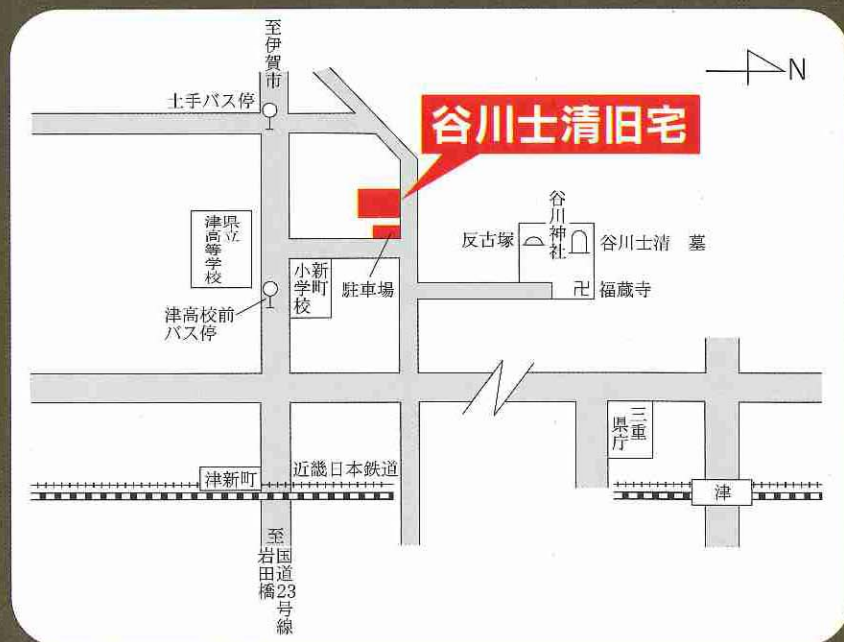 至伊賀市
土手バス停
N
谷川士清旧宅
県立
津高等学校
新町
小学校
駐車場
津高校前
バス停
反古塚
谷川神社
谷川士清 墓
卍 福蔵寺
三重
県庁
津新町
近畿日本鉄道
津
至
国道23号線
岩田橋